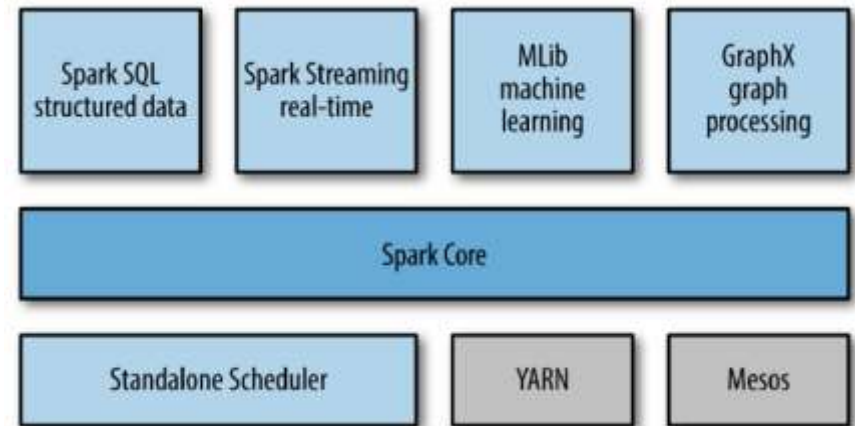 Spark SQL
structured data
Spark Streaming
real-time
MLib
machine
learning
GraphX
graph
processing
Spark Core
Standalone Scheduler
YARN
Mesos